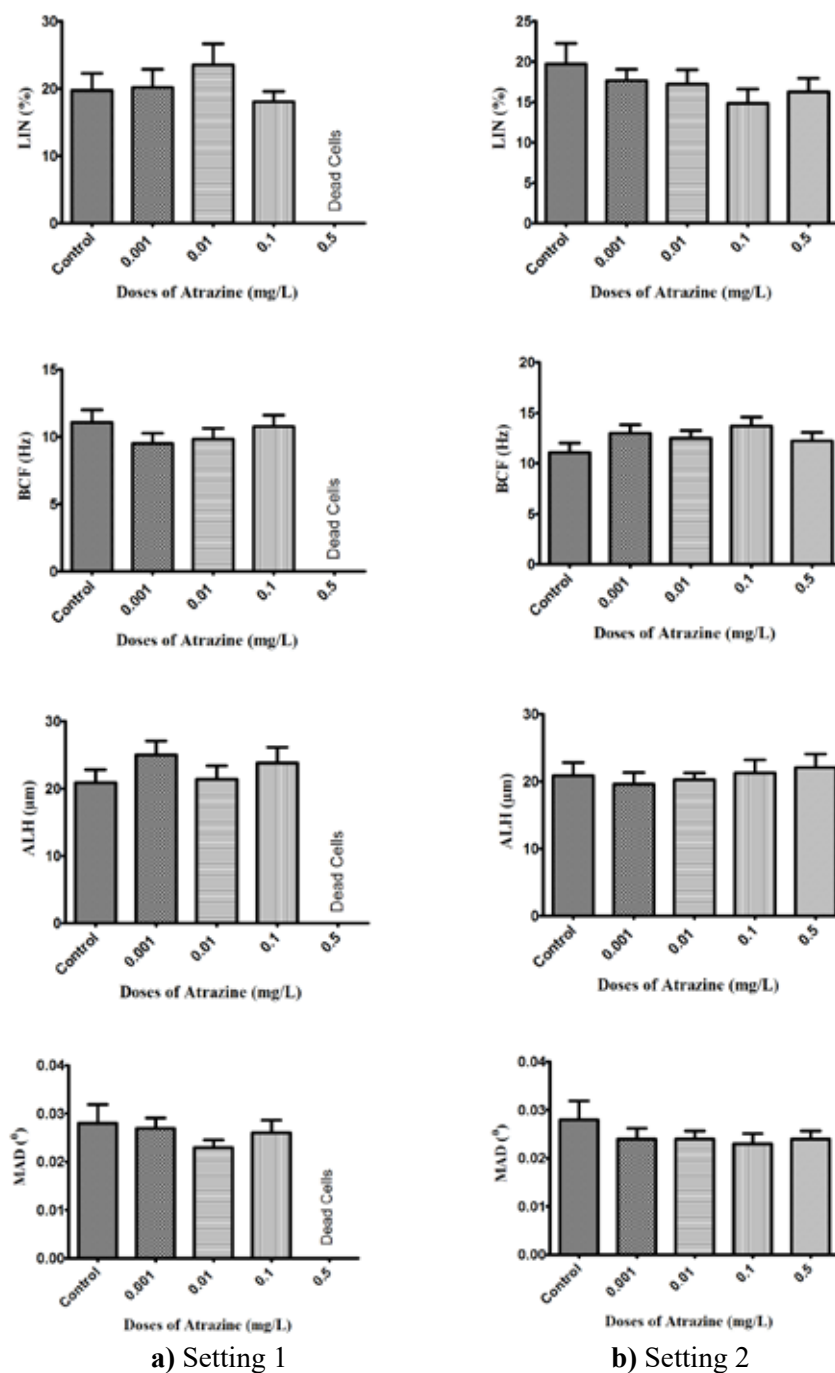 LIN (%)
30
20
10
0
Dead Cells
Control
0.001
0.01
0.1
0.5
Doses of Atrazine (mg/L)
LIN (%)
25
20
15
10
5
0
Control
0.001
0.01
0.1
0.5
Doses of Atrazine (mg/L)
BCF (Hz)
15
10
5
0
Dead Cells
Control
0.001
0.01
0.1
0.5
Doses of Atrazine (mg/L)
BCF (Hz)
20
15
10
5
0
Control
0.001
0.01
0.1
0.5
Doses of Atrazine (mg/L)
ALH (µm)
30
20
10
0
Dead Cells
Control
0.001
0.01
0.1
0.5
Doses of Atrazine (mg/L)
ALH (µm)
30
20
10
0
Control
0.001
0.01
0.1
0.5
Doses of Atrazine (mg/L)
MAD (⁰)
0.04
0.03
0.02
0.01
0.00
Dead Cells
Control
0.001
0.01
0.1
0.5
Doses of Atrazine (mg/L)
MAD (⁰)
0.04
0.03
0.02
0.01
0.00
Control
0.001
0.01
0.1
0.5
Doses of Atrazine (mg/L)
a) Setting 1
b) Setting 2